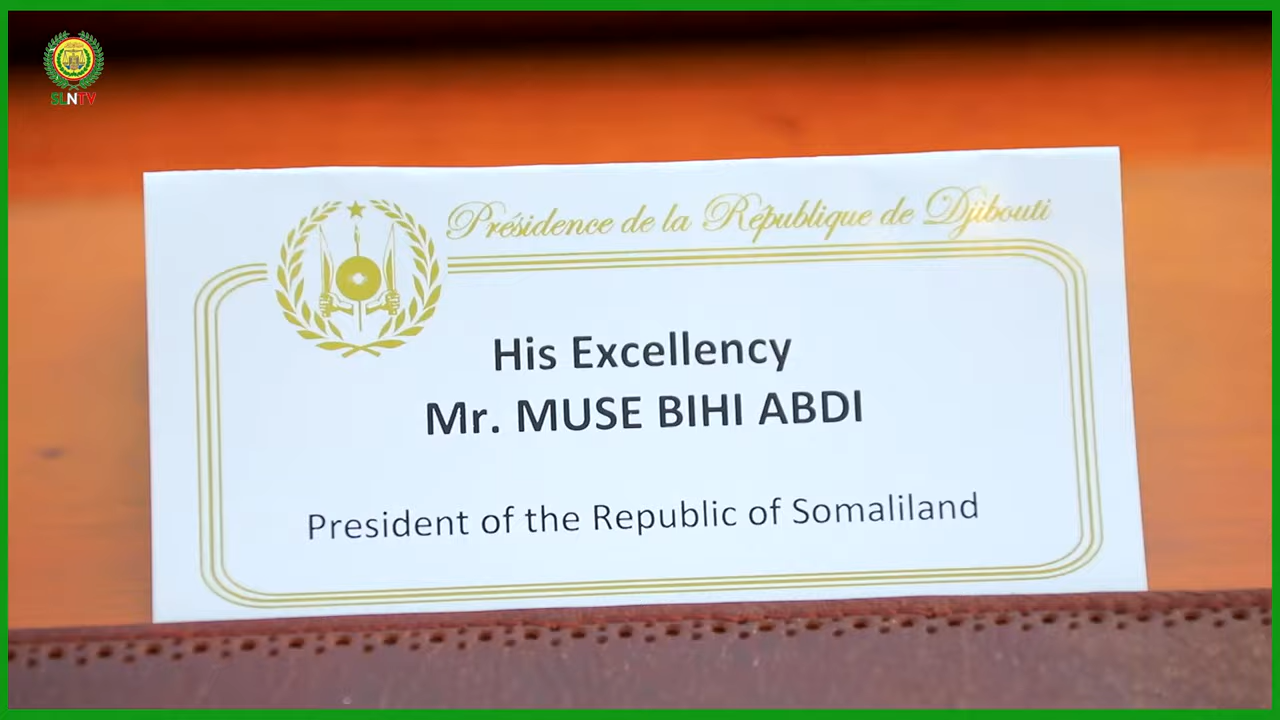 SLNTV
Présidence de la République de Djibouti
His Excellency
Mr. MUSE BIHI ABDI
President of the Republic of Somaliland